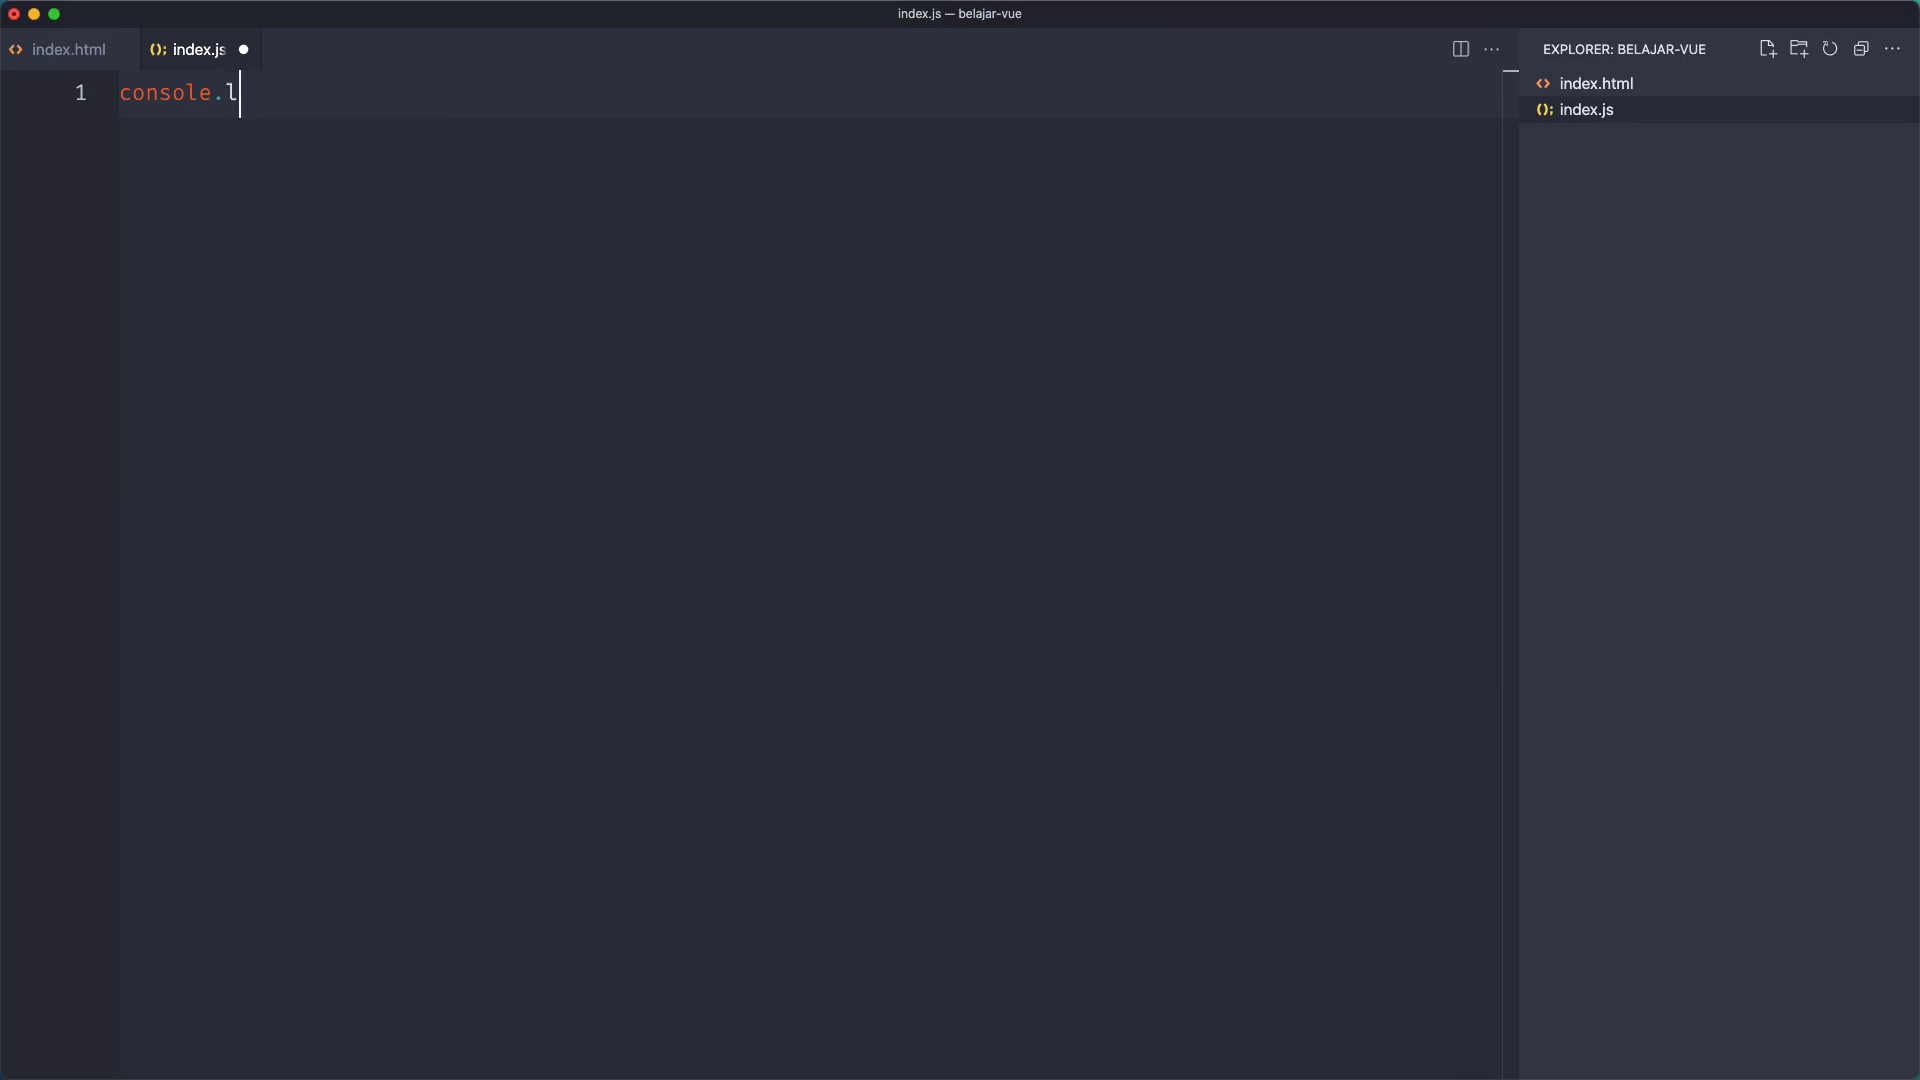 index.js — belajar-vue
index.html
index.js
EXPLORER: BELAJAR-VUE
1 console.l
index.html
index.js